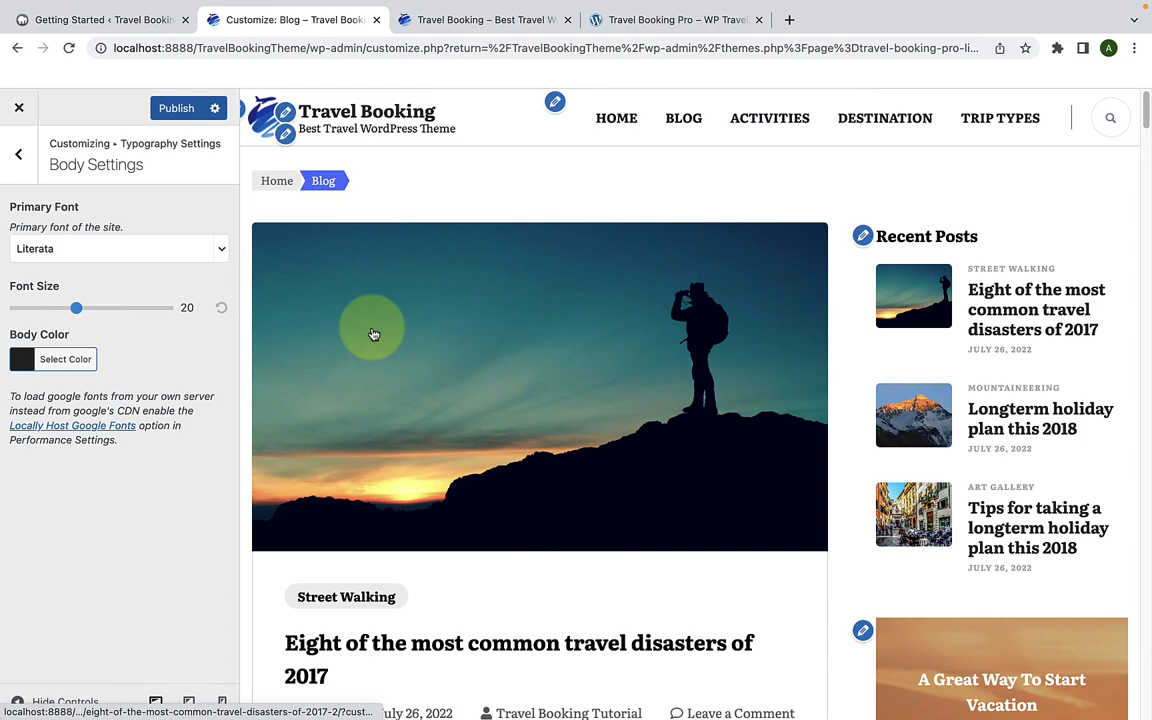 Getting Started ‹ Travel Bookin
Customize: Blog – Travel Book
Travel Booking – Best Travel W
Travel Booking Pro – WP Trave
localhost:8888/TravelBookingTheme/wp-admin/customize.php?return=%2FTravelBookingTheme%2Fwp-admin%2Fthemes.php%3Fpage%3Dtravel-booking-pro-li...
A
Publish
Customizing ▸ Typography Settings
Body Settings
Primary Font
Primary font of the site.
Literata
Font Size
20
Body Color
Select Color
To load google fonts from your own server
instead from google's CDN enable the
Locally Host Google Fonts option in
Performance Settings.
Hide Controls
localhost:8888/.../eight-of-the-most-common-travel-disasters-of-2017-2/?cust...
Travel Booking
Best Travel WordPress Theme
HOME
BLOG
ACTIVITIES
DESTINATION
TRIP TYPES
Home
Blog
Street Walking
Eight of the most common travel disasters of
2017
uly 26, 2022
Travel Booking Tutorial
Leave a Comment
Recent Posts
STREET WALKING
Eight of the most
common travel
disasters of 2017
JULY 26, 2022
MOUNTAINEERING
Longterm holiday
plan this 2018
JULY 26, 2022
ART GALLERY
Tips for taking a
longterm holiday
plan this 2018
JULY 26, 2022
A Great Way To Start
Vacation